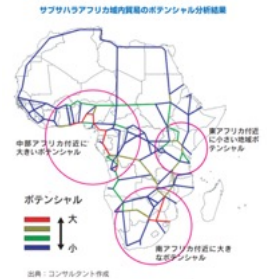 サブサハラアフリカ域内貿易のポテンシャル分析結果
中部アフリカ付近に
大きいポテンシャル
東アフリカ付近
に小さい地域ポ
テンシャル
ポテンシャル
大
小
南アフリカ付近に大き
なポテンシャル
出典：コンサルタント作成